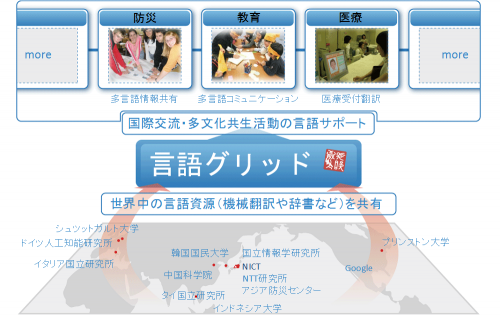 防災
教育
医療
more
more
多言語情報共有
多言語コミュニケーション
医療受付翻訳
国際交流・多文化共生活動の言語サポート
言語グリッド
世界中の言語資源（機械翻訳や辞書など）を共有
シュツットガルト大学
ドイツ人工知能研究所
イタリア国立研究所
韓国国民大学
中国科学院
タイ国立研究所
国立情報学研究所
NICT
NTT研究所
アジア防災センター
インドネシア大学
プリンストン大学
Google